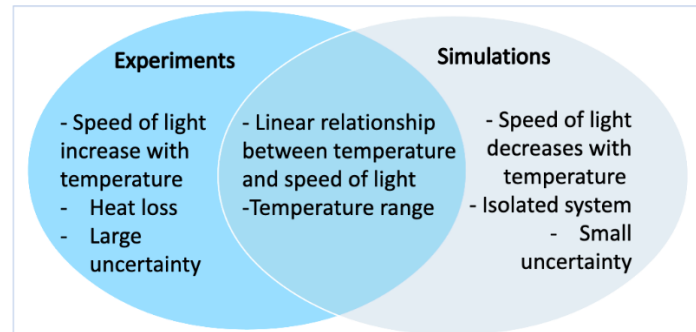 Experiments
- Speed of light
increase with
temperature
- Heat loss
- Large
uncertainty
- Linear relationship
between temperature
and speed of light
-Temperature range
Simulations
- Speed of light
decreases with
temperature
- Isolated system
- Small
uncertainty